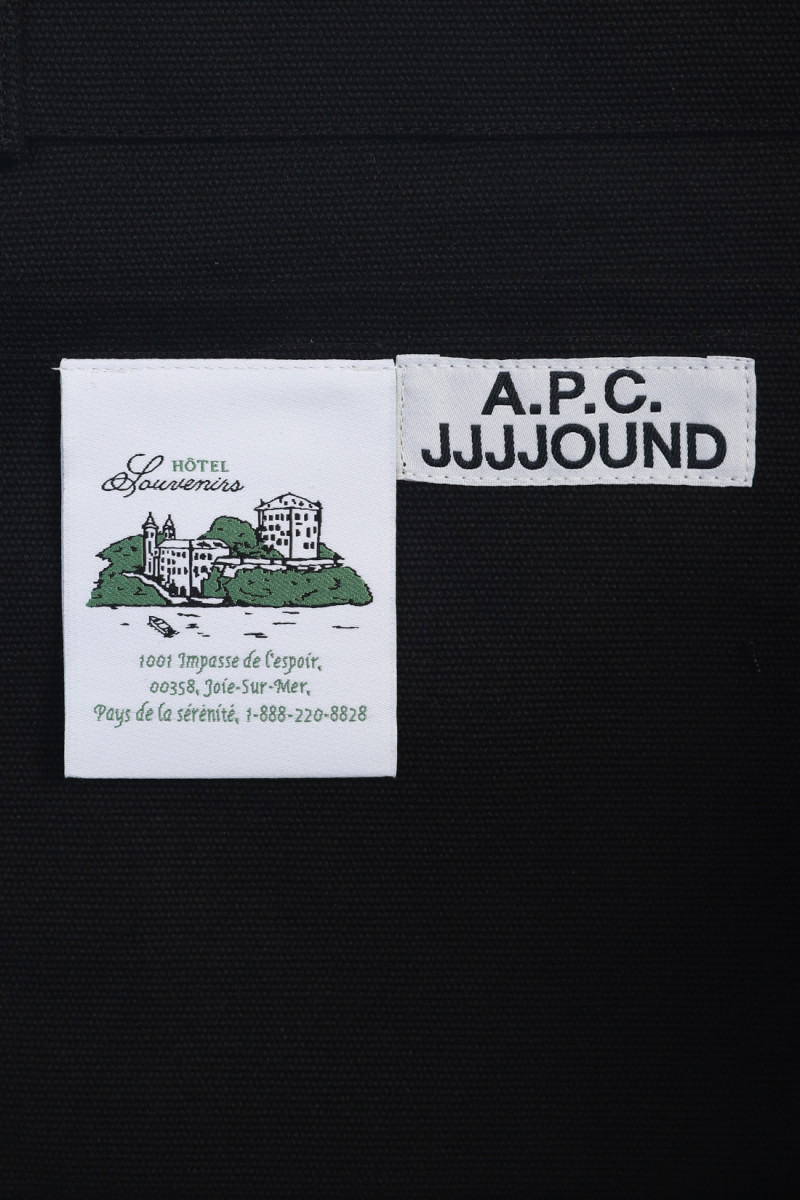 HÔTEL
Souvenirs
1001 Impasse de l'espoir,
00358, Joie-Sur-Mer,
Pays de la sérénité, 1-888-220-8828
A.P.C.
JJJJOUND